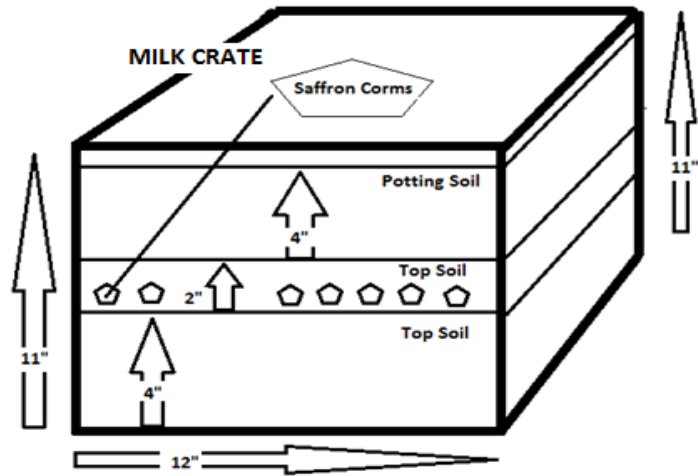 MILK CRATE
Saffron Corms
11"
Potting Soil
4"
Top Soil
2"
Top Soil
11"
4"
12"